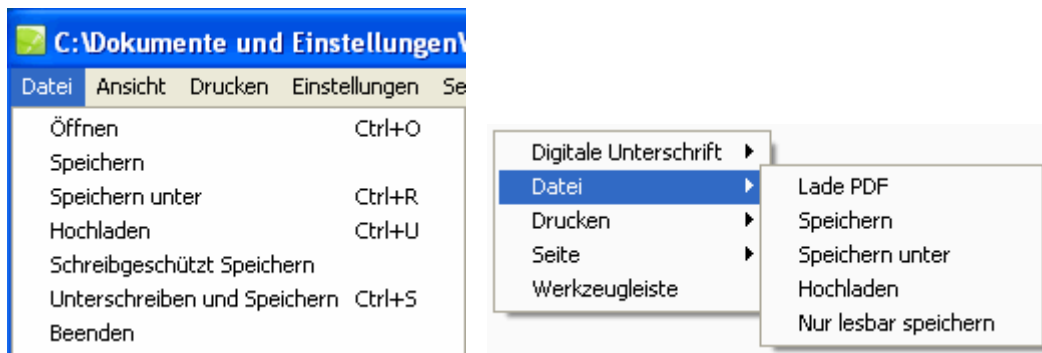 C:\Dokumente und Einstellungen\
Datei Ansicht Drucken Einstellungen Se
Öffnen Ctrl+O
Speichern
Speichern unter Ctrl+R
Hochladen Ctrl+U
Schreibgeschützt Speichern
Unterschreiben und Speichern Ctrl+S
Beenden
Digitale Unterschrift
Datei
Drucken
Seite
Werkzeugleiste
Lade PDF
Speichern
Speichern unter
Hochladen
Nur lesbar speichern